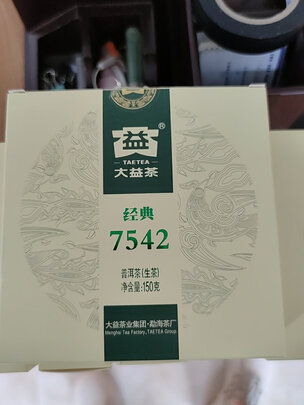 益
®
TAETEA
大益茶
经典
7542
普洱茶(生茶)
净含量:150克
大益茶业集团·勐海茶厂
Menghai Tea Factory, TAETEA Group